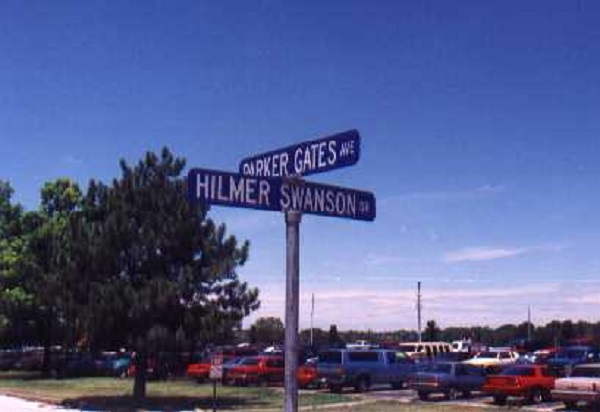 PARKER GATES AVE
HILMER SWANSON DR